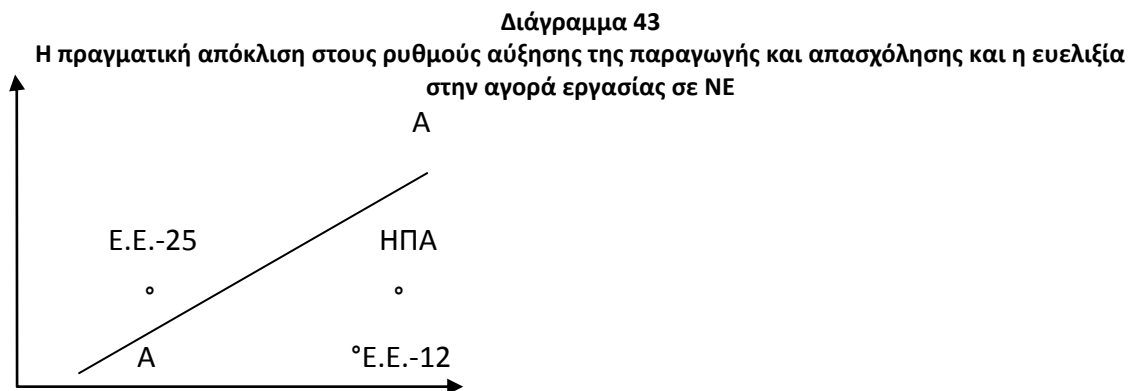 Διάγραμμα 43
Η πραγματική απόκλιση στους ρυθμούς αύξησης της παραγωγής και απασχόλησης και η ευελιξία
στην αγορά εργασίας σε ΝΕ
Α
Ε.Ε.-25 ΗΠΑ
Α °Ε.Ε.-12